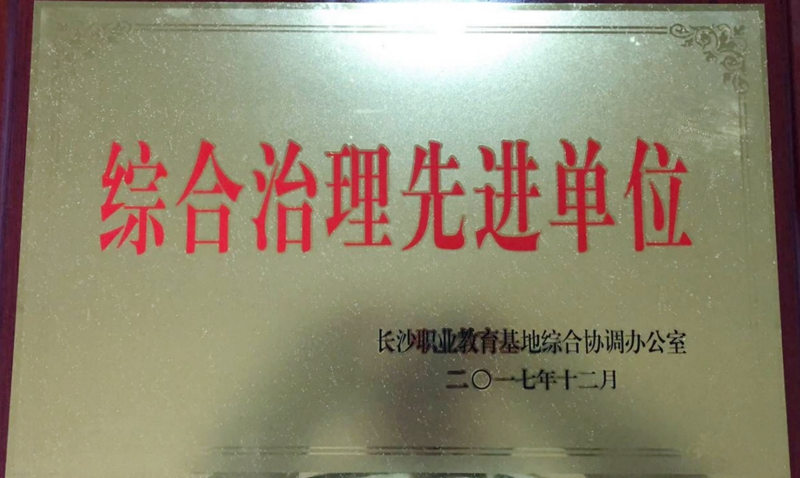 综合治理先进单位
长沙职业教育基地综合协调办公室
二〇一七年十二月